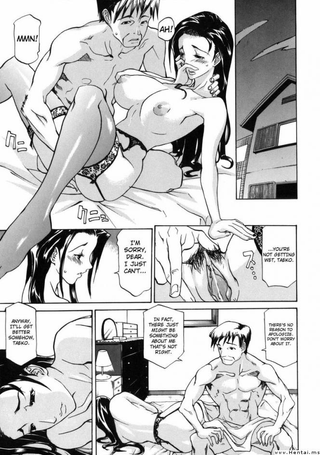 AH!
MMN!
...YOU'RE
NOT GETTING
WET, TAEKO.
I'M
SORRY,
DEAR.
I JUST
CAN'T...
THERE'S NO
REASON TO
APOLOGIZE.
DON'T WORRY
ABOUT IT.
IN FACT,
THERE JUST
MIGHT BE
SOMETHING
ABOUT ME
THAT'S NOT
RIGHT.
ANYWAY,
IT'LL GET
BETTER
SOMEHOW,
TAEKO.
www.Hentai.ms